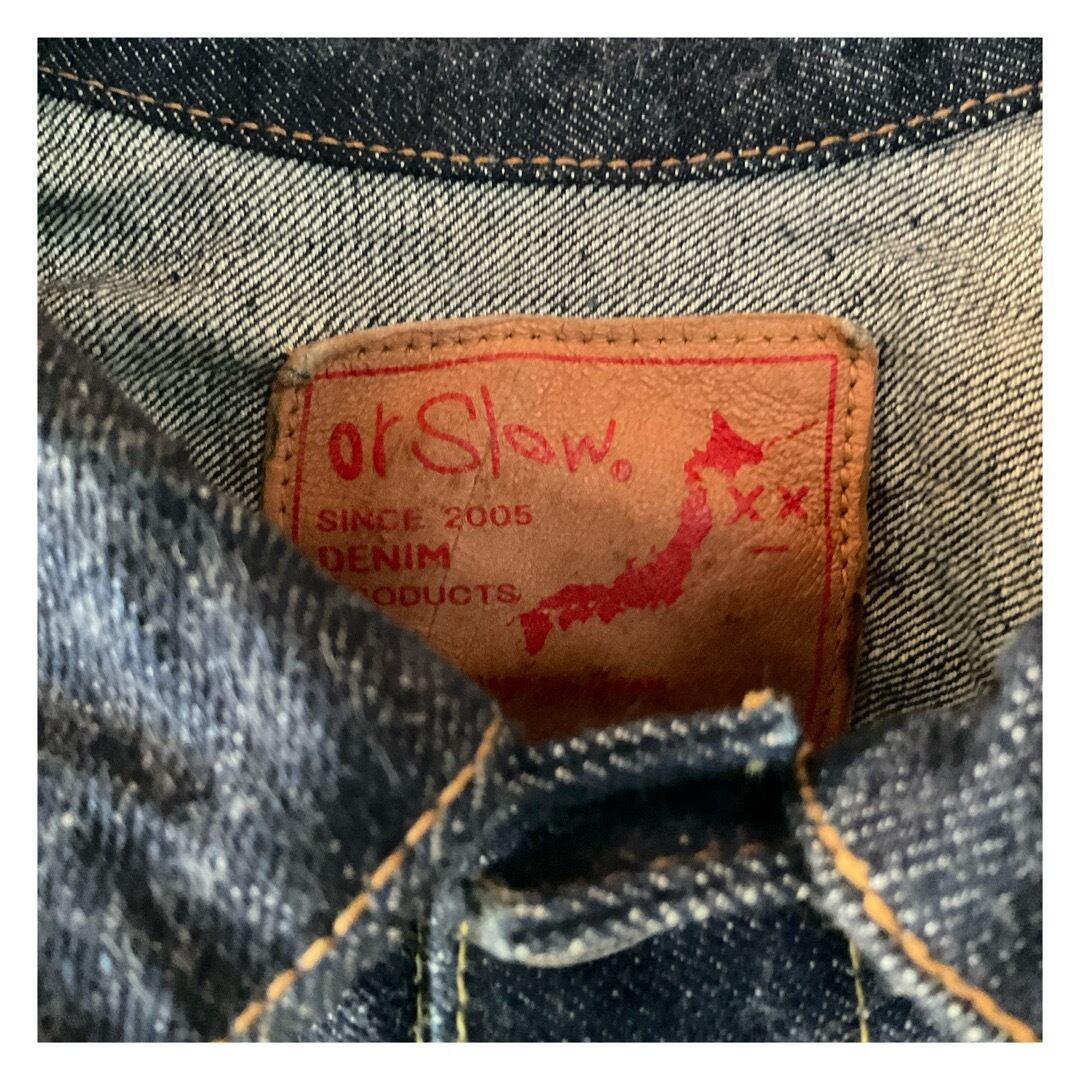 orSlow.®
XX
SINCE 2005
DENIM
PRODUCTS